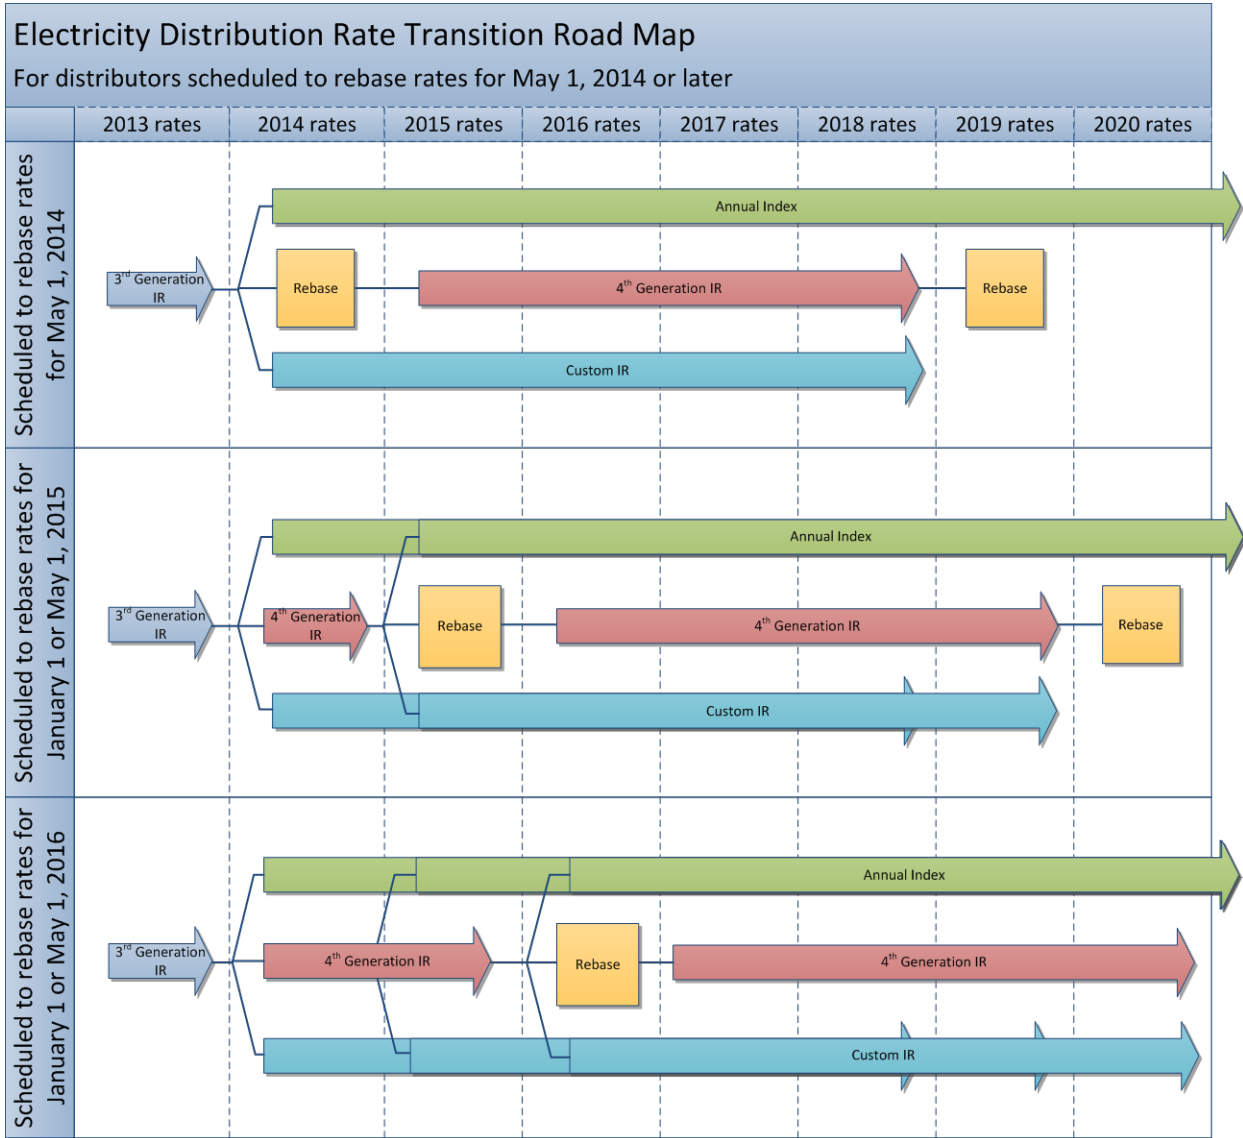 Electricity Distribution Rate Transition Road Map
For distributors scheduled to rebase rates for May 1, 2014 or later
2013 rates
2014 rates
2015 rates
2016 rates
2017 rates
2018 rates
2019 rates
2020 rates
Scheduled to rebase rates
for May 1, 2014
Annual Index
3rd Generation
IR
Rebase
4th Generation IR
Rebase
Custom IR
Scheduled to rebase rates for
January 1 or May 1, 2015
Annual Index
3rd Generation
IR
4th Generation
IR
Rebase
4th Generation IR
Rebase
Custom IR
Scheduled to rebase rates for
January 1 or May 1, 2016
Annual Index
3rd Generation
IR
4th Generation IR
Rebase
4th Generation IR
Custom IR